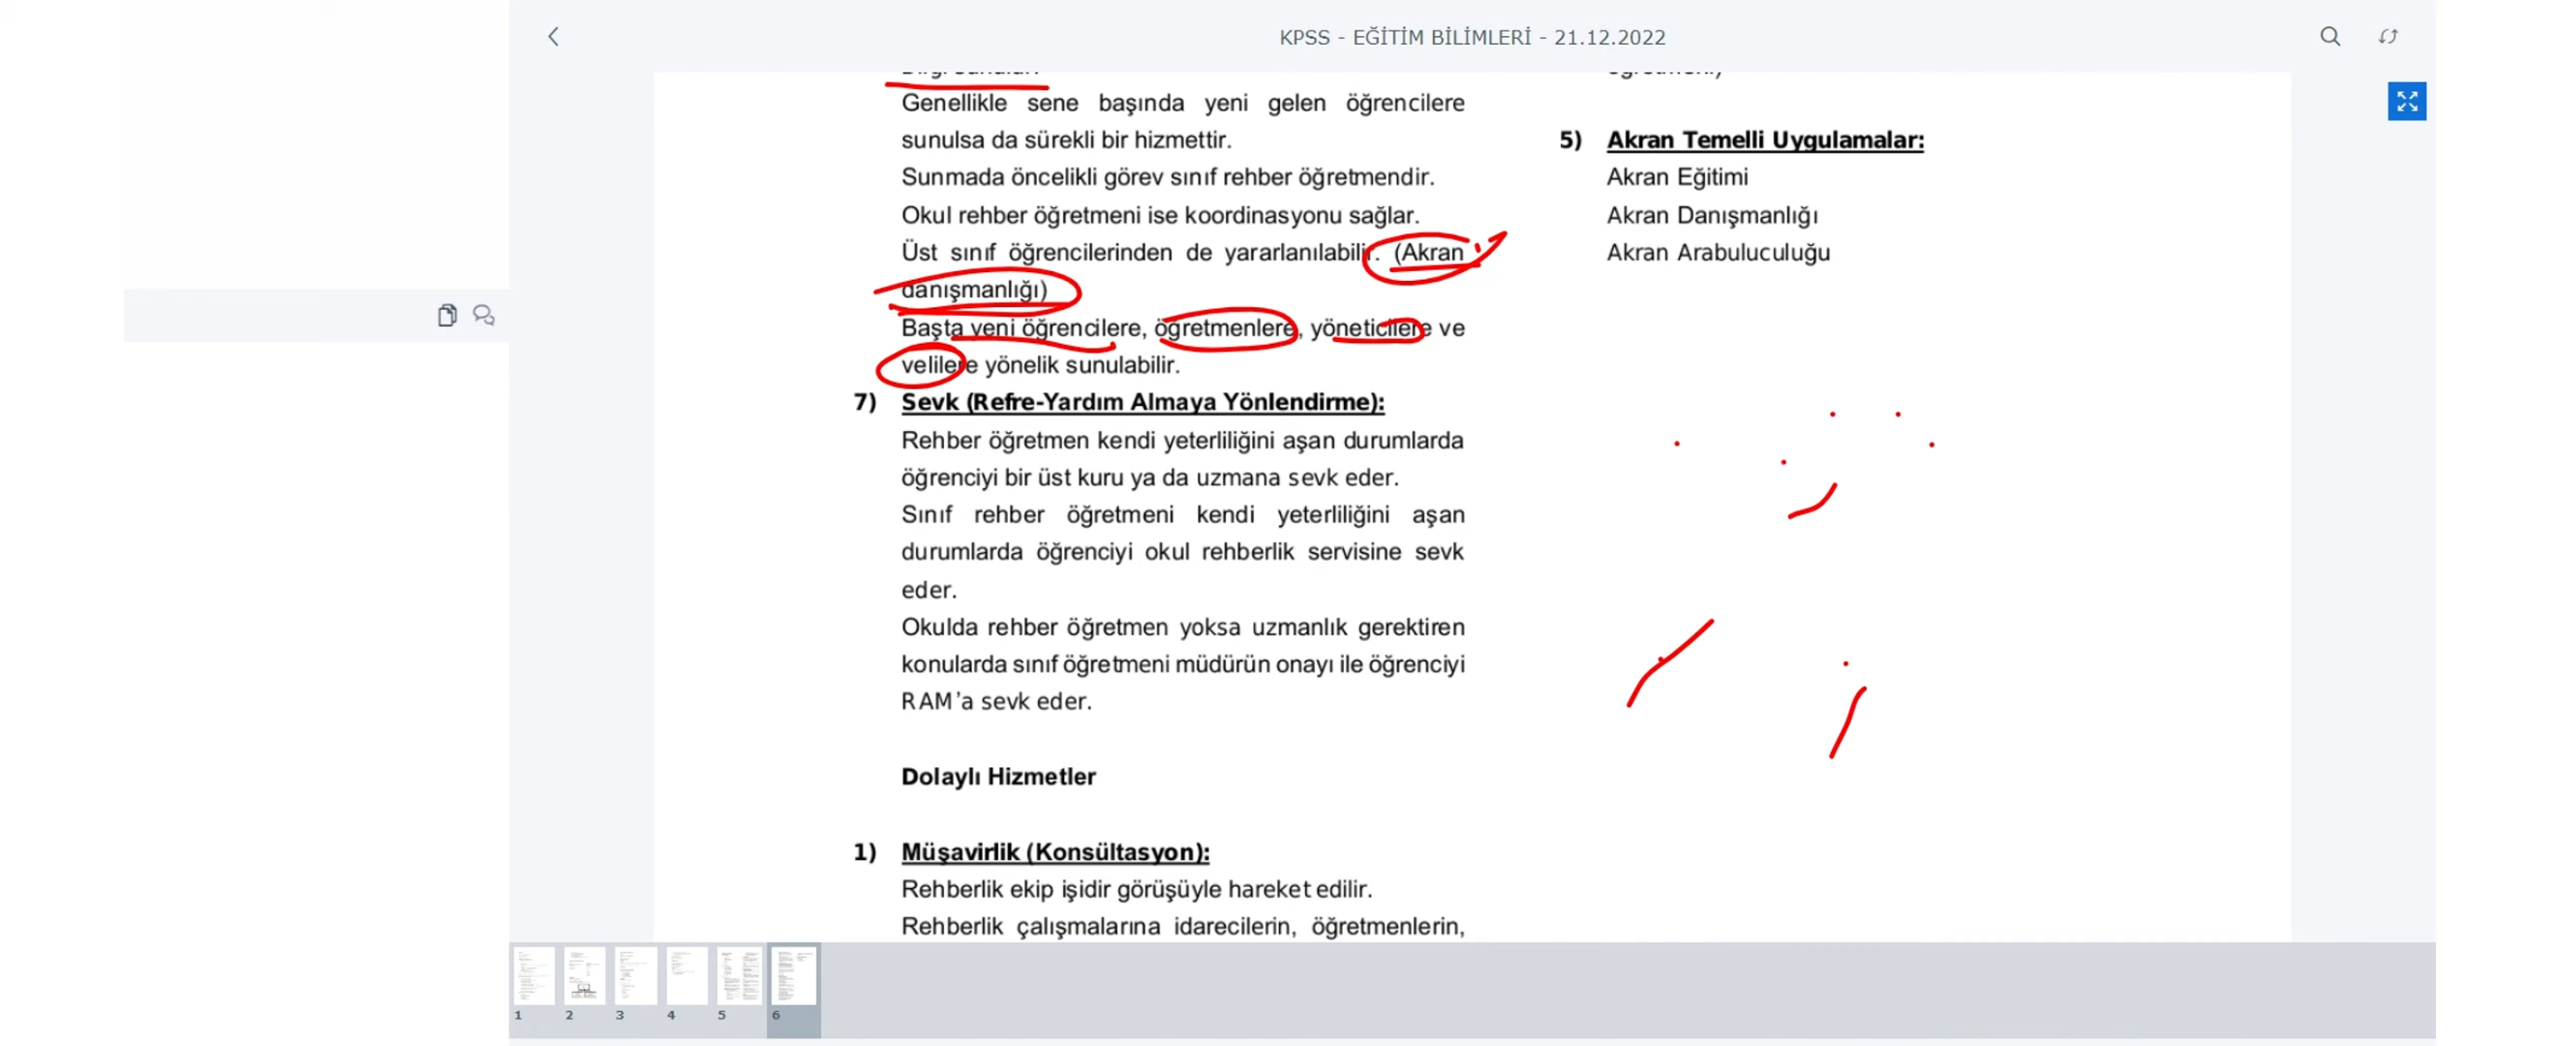 KPSS - EĞİTİM BİLİMLERİ - 21.12.2022
Genellikle sene başında yeni gelen öğrencilere
sunulsa da sürekli bir hizmettir.
Sunmada öncelikli görev sınıf rehber öğretmendir.
Okul rehber öğretmeni ise koordinasyonu sağlar.
Üst sınıf öğrencilerinden de yararlanılabilir. (Akran
danışmanlığı)
Başta yeni öğrencilere, öğretmenlere, yöneticilere ve
velilere yönelik sunulabilir.
7) Sevk (Refre-Yardım Almaya Yönlendirme):
Rehber öğretmen kendi yeterliliğini aşan durumlarda
öğrenciyi bir üst kuru ya da uzmana sevk eder.
Sınıf rehber öğretmeni kendi yeterliliğini aşan
durumlarda öğrenciyi okul rehberlik servisine sevk
eder.
Okulda rehber öğretmen yoksa uzmanlık gerektiren
konularda sınıf öğretmeni müdürün onayı ile öğrenciyi
RAM'a sevk eder.
Dolaylı Hizmetler
1) Müşavirlik (Konsültasyon):
Rehberlik ekip işidir görüşüyle hareket edilir.
Rehberlik çalışmalarına idarecilerin, öğretmenlerin,
5) Akran Temelli Uygulamalar:
Akran Eğitimi
Akran Danışmanlığı
Akran Arabuluculuğu
1
2
3
4
5
6